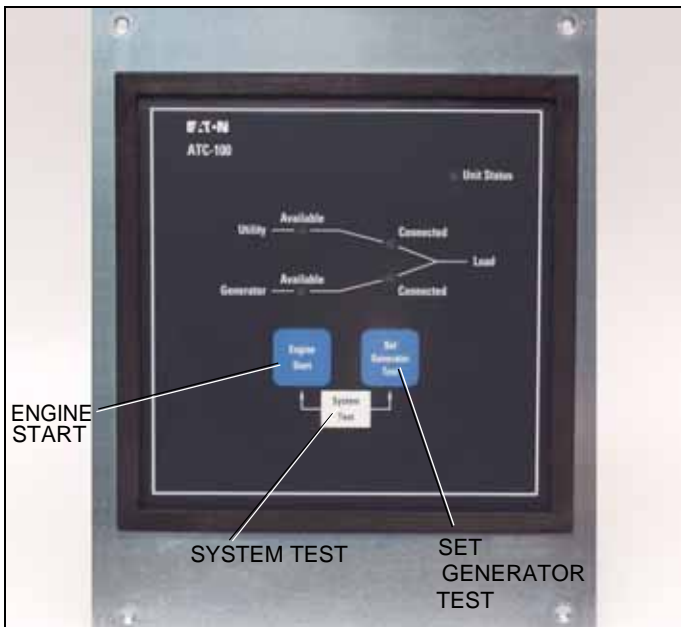 EATON
ATC-100
Unit Status
Available
Utility
Connected
Load
Available
Generator
Connected
Engine
Start
Set
Generator
Test
System
Test
ENGINE
START
SYSTEM TEST
SET
GENERATOR
TEST